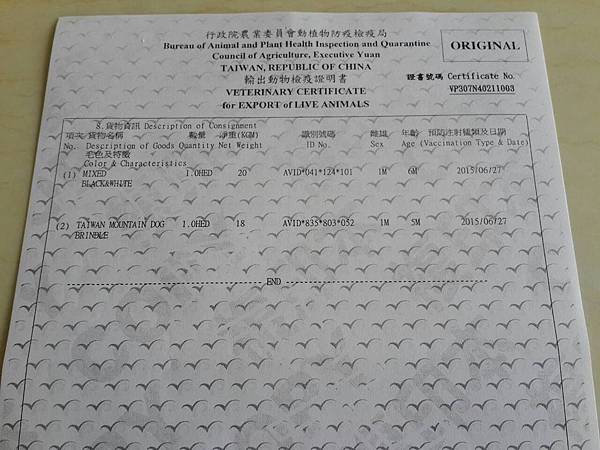 行政院農業委員會動植物防疫檢疫局
Bureau of Animal and Plant Health Inspection and Quarantine
Council of Agriculture, Executive Yuan
TAIWAN, REPUBLIC OF CHINA
輸出動物檢疫證明書
VETERINARY CERTIFICATE
for EXPORT of LIVE ANIMALS
ORIGINAL
證書號碼 Certificate No.
VP307N40211003
8.貨物資訊 Description of Consignment
項次 貨物名稱 數量 淨重(KGM) 識別號碼 雌雄 年齡 預防注射種類及日期
No. Description of Goods Quantity Net Weight ID No. Sex Age (Vaccination Type & Date)
毛色及特徵
Color & Characteristics
(1) MIXED 1.0HED 20 AVID*041*124*101 1M 6M 2015/06/27
BLACK&WHITE
(2) TAIWAN MOUNTAIN DOG 1.0HED 18 AVID*835*803*052 1M 5M 2015/06/27
BRINDLE
END